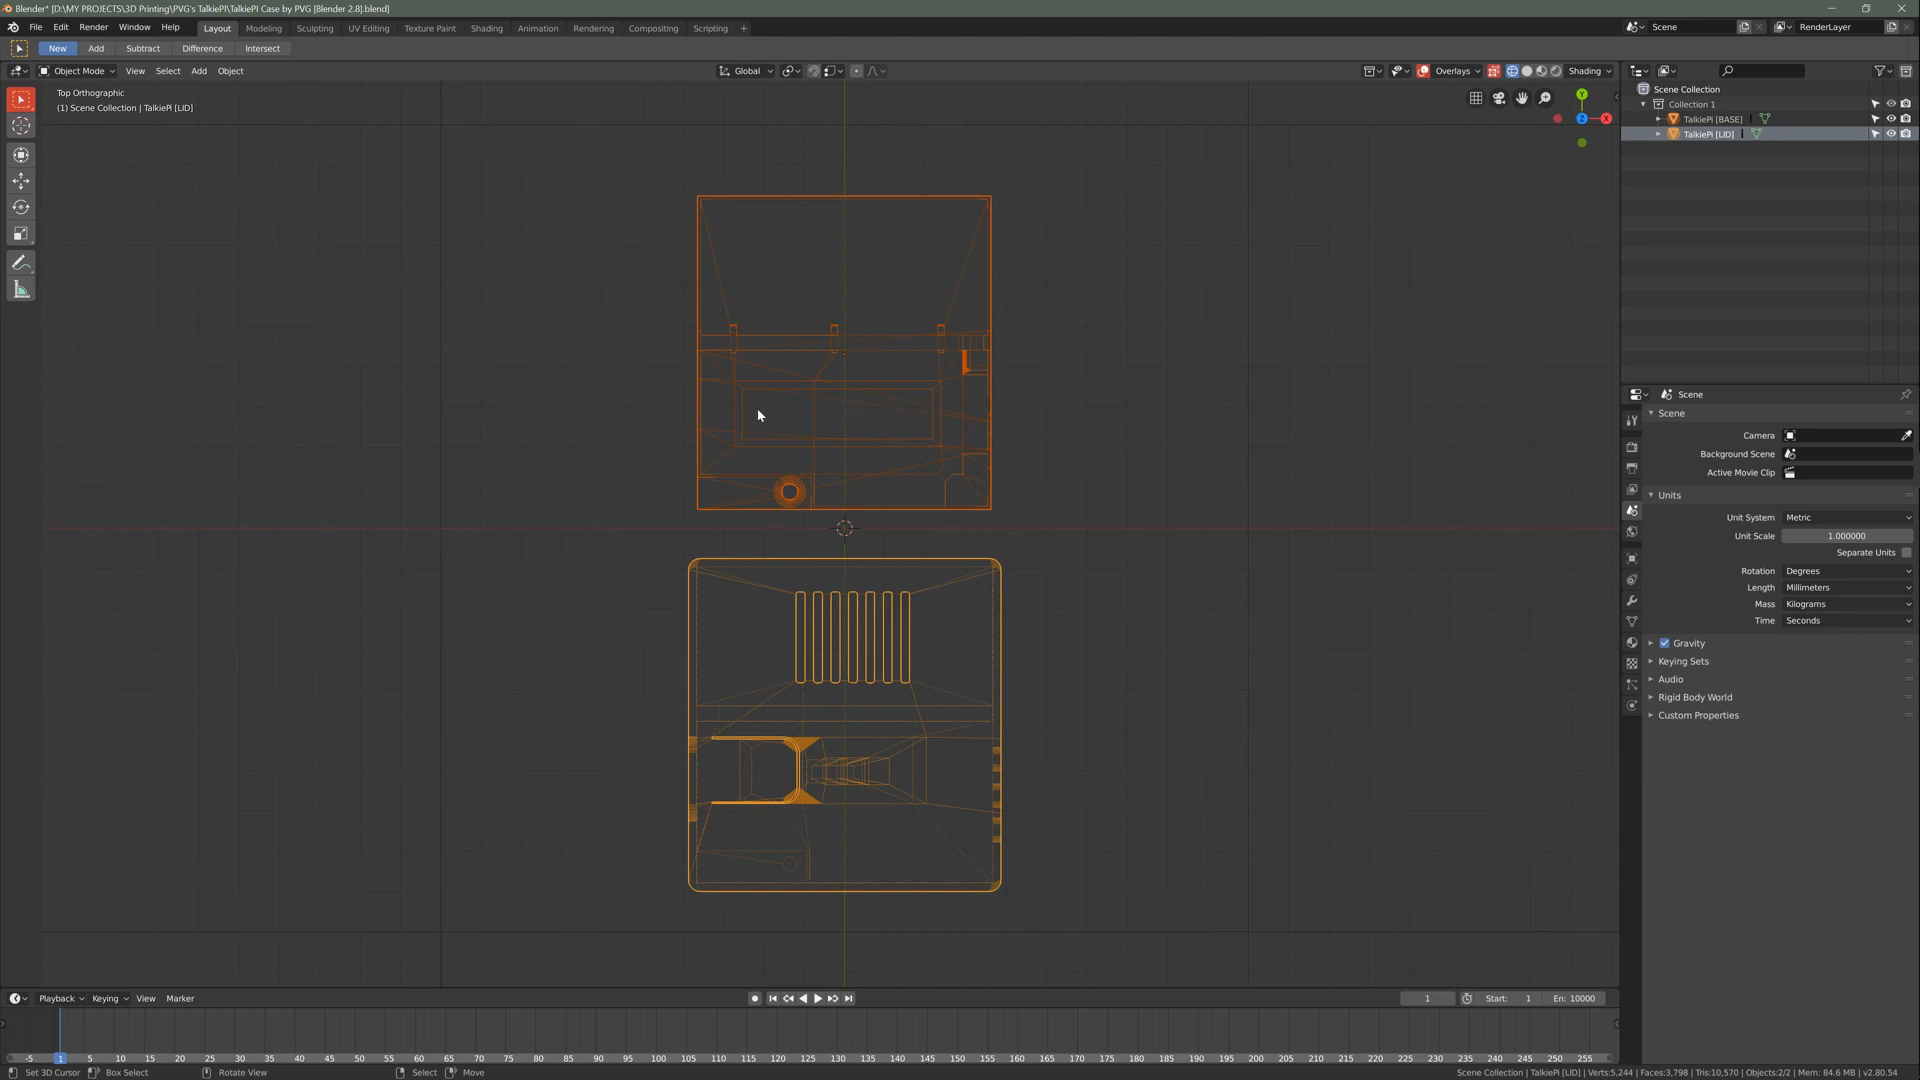 Blender* [D:\MY PROJECTS\3D Printing\PVG's TalkiePI\TalkiePI Case by PVG [Blender 2.8].blend]
File Edit Render Window Help Layout Modeling Sculpting UV Editing Texture Paint Shading Animation Rendering Compositing Scripting + Scene RenderLayer
New Add Subtract Difference Intersect
Object Mode View Select Add Object Global Overlays Shading
Top Orthographic
(1) Scene Collection | TalkiePi [LID]
Y
Z X
Scene Collection
Collection 1
TalkiePi [BASE]
TalkiePi [LID]
Scene
Scene
Camera
Background Scene
Active Movie Clip
Units
Unit System Metric
Unit Scale 1.000000
Separate Units
Rotation Degrees
Length Millimeters
Mass Kilograms
Time Seconds
Gravity
Keying Sets
Audio
Rigid Body World
Custom Properties
Playback Keying View Marker 1 Start: 1 En: 10000
-5 1 5 10 15 20 25 30 35 40 45 50 55 60 65 70 75 80 85 90 95 100 105 110 115 120 125 130 135 140 145 150 155 160 165 170 175 180 185 190 195 200 205 210 215 220 225 230 235 240 245 250 255
Set 3D Cursor Box Select Rotate View Select Move Scene Collection | TalkiePi [LID] | Verts:5,244 | Faces:3,798 | Tris:10,570 | Objects:2/2 | Mem: 84.6 MB | v2.80.54